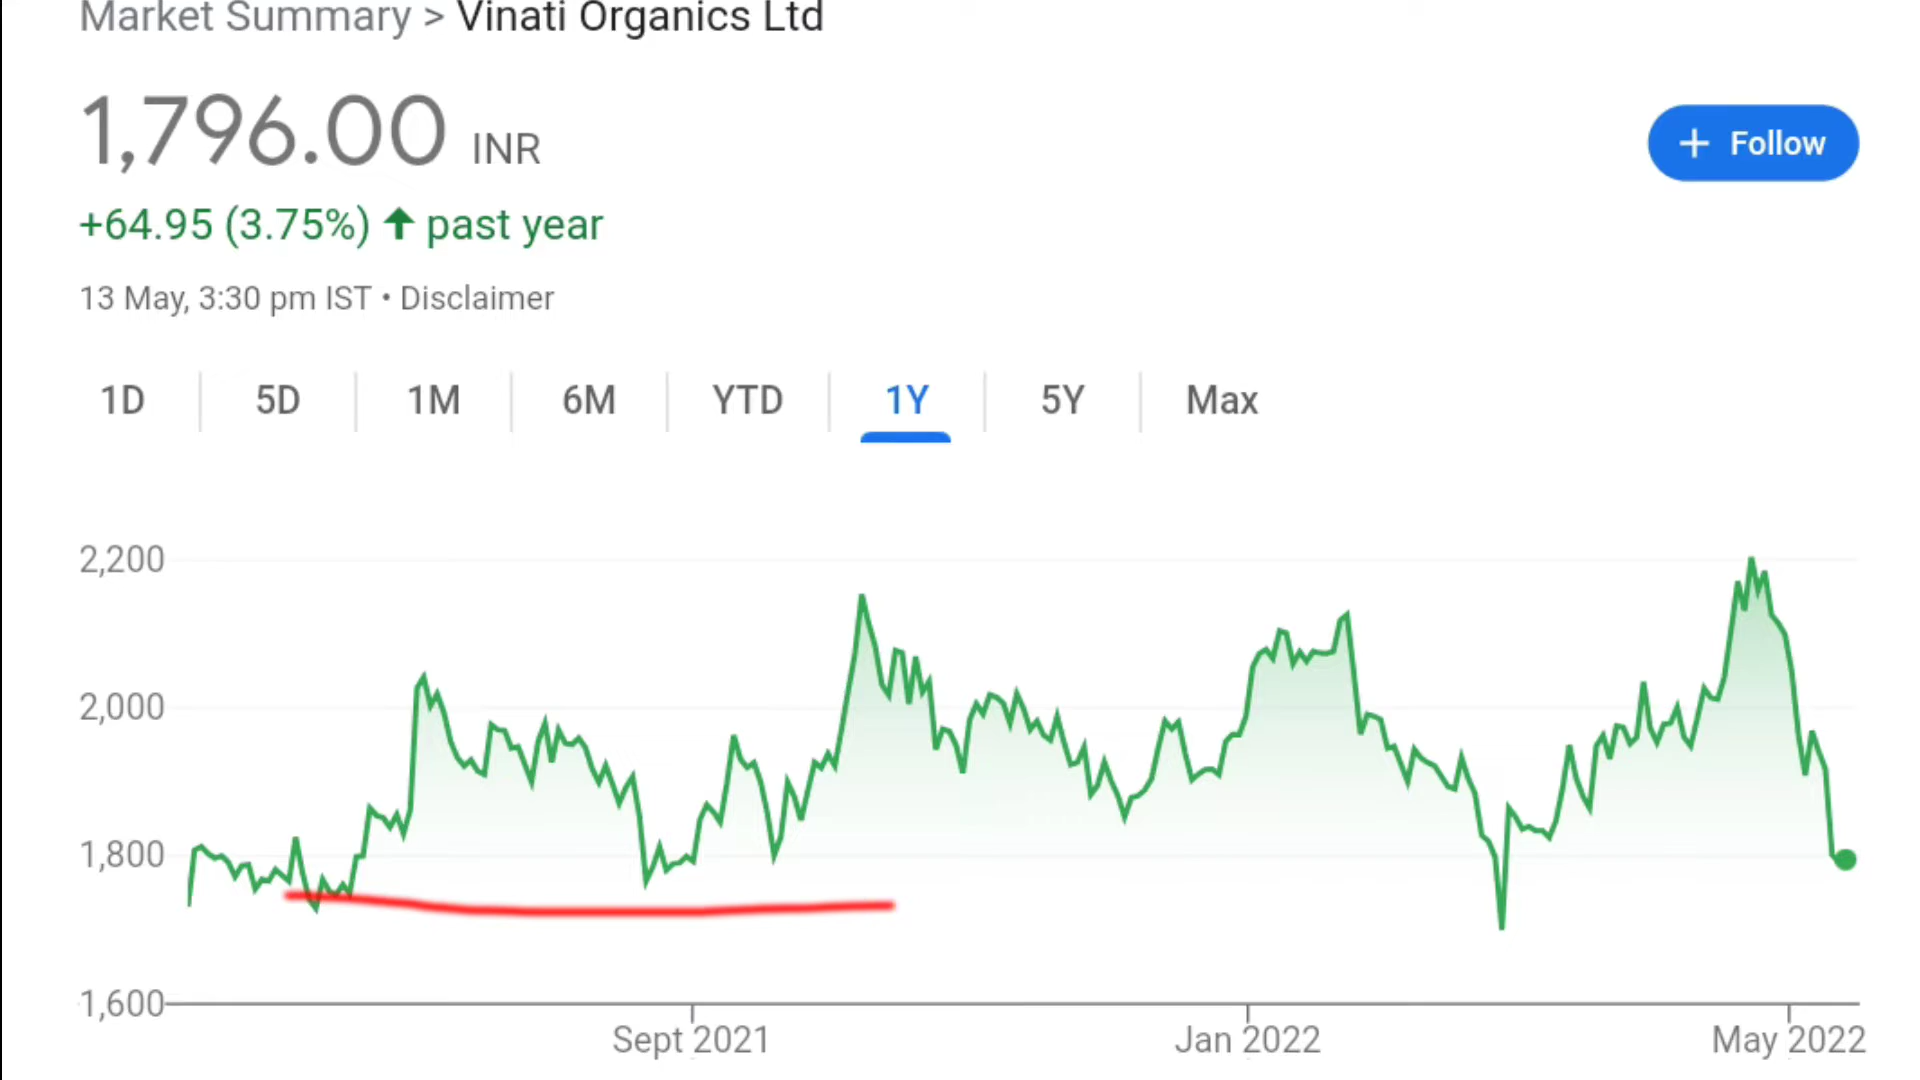 Market Summary > Vinati Organics Ltd
1,796.00 INR
+ Follow
+64.95 (3.75%) ↑ past year
13 May, 3:30 pm IST • Disclaimer
1D 5D 1M 6M YTD 1Y 5Y Max
2,200
2,000
1,800
1,600
Sept 2021 Jan 2022 May 2022